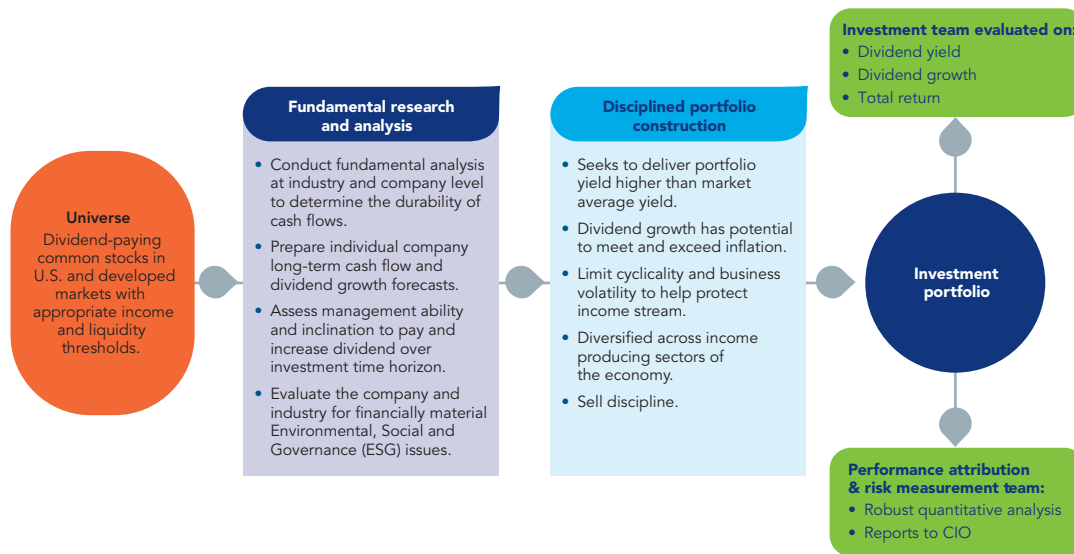 Universe
Dividend-paying
common stocks in
U.S. and developed
markets with
appropriate income
and liquidity
thresholds.
Fundamental research
and analysis
• Conduct fundamental analysis
at industry and company level
to determine the durability of
cash flows.
• Prepare individual company
long-term cash flow and
dividend growth forecasts.
• Assess management ability
and inclination to pay and
increase dividend over
investment time horizon.
• Evaluate the company and
industry for financially material
Environmental, Social and
Governance (ESG) issues.
Disciplined portfolio
construction
• Seeks to deliver portfolio
yield higher than market
average yield.
• Dividend growth has potential
to meet and exceed inflation.
• Limit cyclicality and business
volatility to help protect
income stream.
• Diversified across income
producing sectors of
the economy.
• Sell discipline.
Investment team evaluated on:
• Dividend yield
• Dividend growth
• Total return
Investment
portfolio
Performance attribution
& risk measurement team:
• Robust quantitative analysis
• Reports to CIO